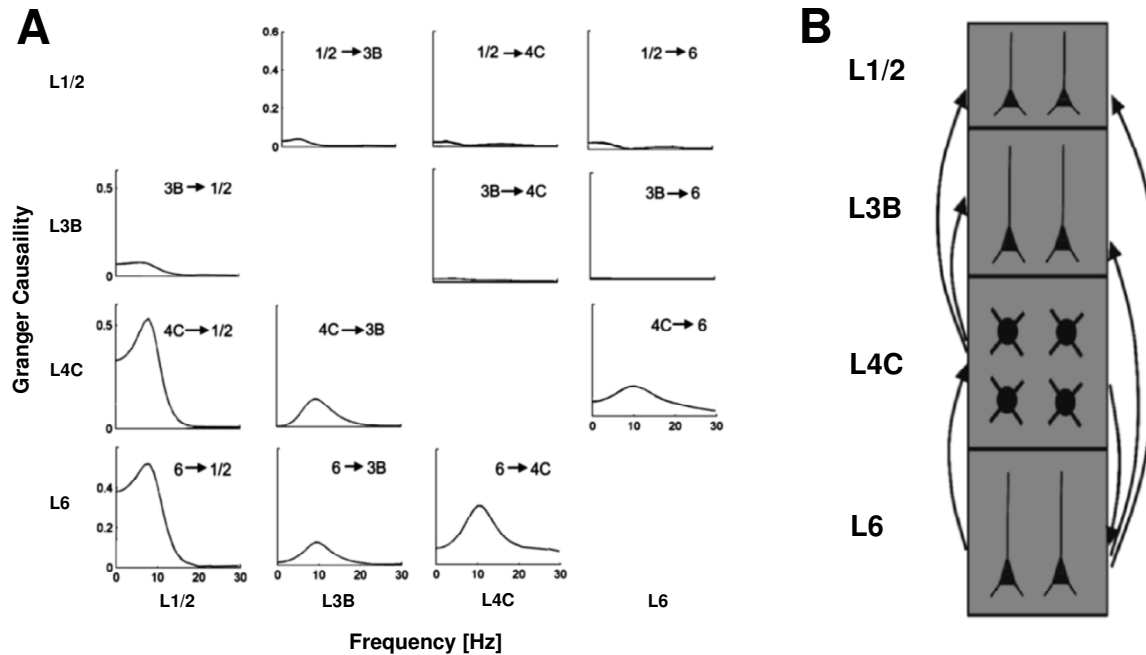 A
B
0.6
0.4
0.2
0
1/2 → 3B
1/2 → 4C
1/2 → 6
L1/2
0.5
0
3B → 1/2
3B → 4C
3B → 6
L3B
0.5
0
4C → 1/2
4C → 3B
4C → 6
L4C
0 10 20 30
0.4
0.2
0
6 → 1/2
6 → 3B
6 → 4C
L6
0 10 20 30
0 10 20 30
0 10 20 30
L1/2
L3B
L4C
L6
Granger Causaility
Frequency [Hz]
L1/2
L3B
L4C
L6